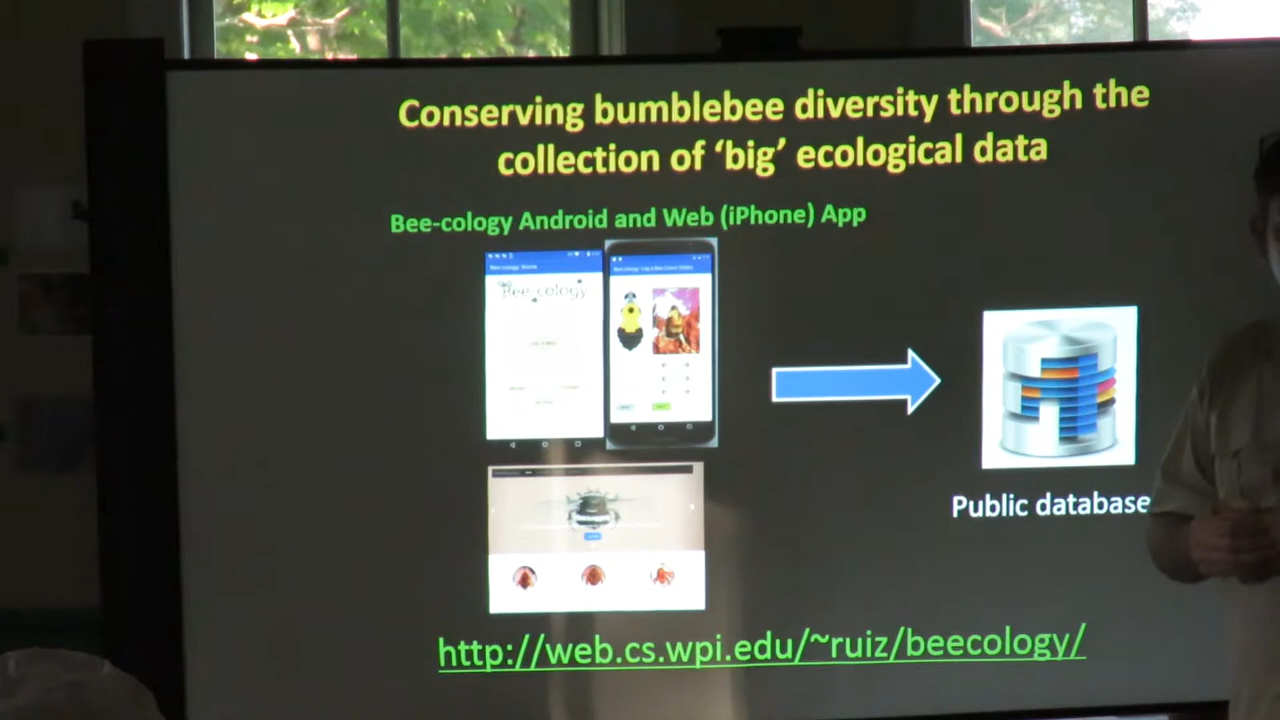 Conserving bumblebee diversity through the
collection of ‘big’ ecological data
Bee-cology Android and Web (iPhone) App
Bee-cology
Public database
http://web.cs.wpi.edu/~ruiz/beecology/